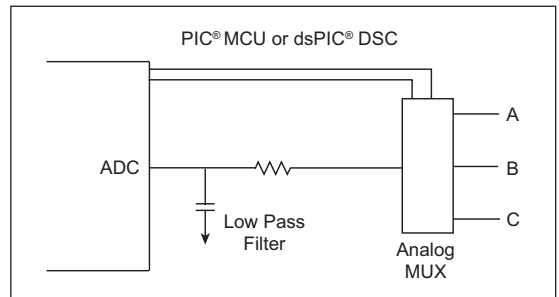 PIC® MCU or dsPIC® DSC
A
ADC
B
Low Pass
Filter
C
Analog
MUX